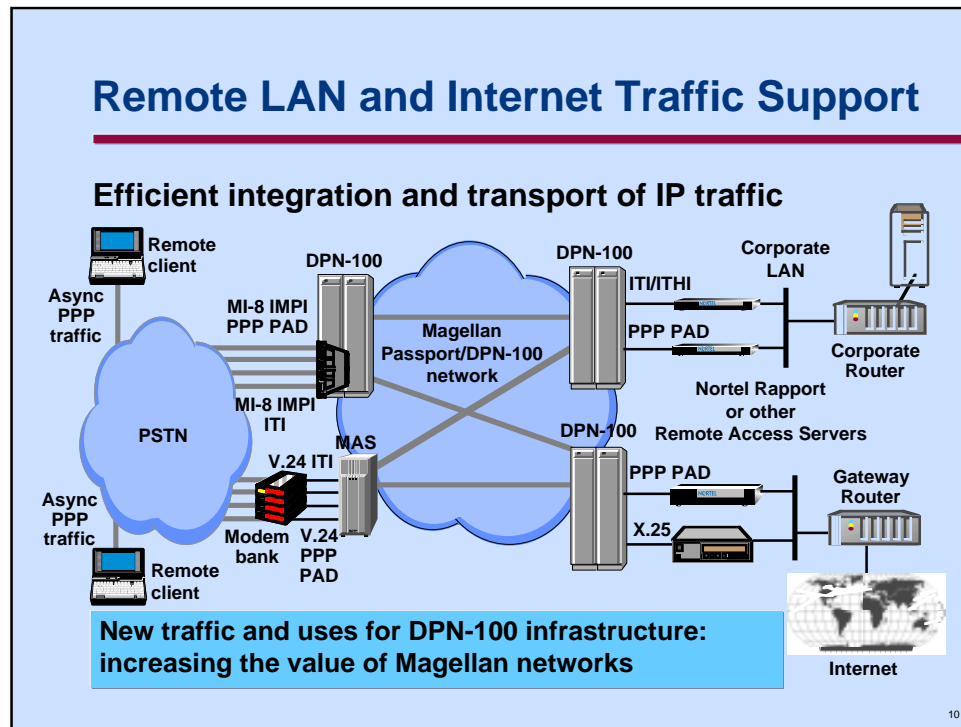 Remote LAN and Internet Traffic Support
Efficient integration and transport of IP traffic
Remote
client
Async
PPP
traffic
DPN-100
MI-8 IMPI
PPP PAD
MI-8 IMPI
ITI
PSTN
Magellan
Passport/DPN-100
network
DPN-100
ITI/ITHI
NORTEL
PPP PAD
NORTEL
Corporate
LAN
Corporate
Router
Nortel Rapport
or other
Remote Access Servers
MAS
V.24 ITI
Modem
bank
V.24
PPP
PAD
Async
PPP
traffic
Remote
client
DPN-100
PPP PAD
NORTEL
X.25
Gateway
Router
Internet
New traffic and uses for DPN-100 infrastructure:
increasing the value of Magellan networks
10